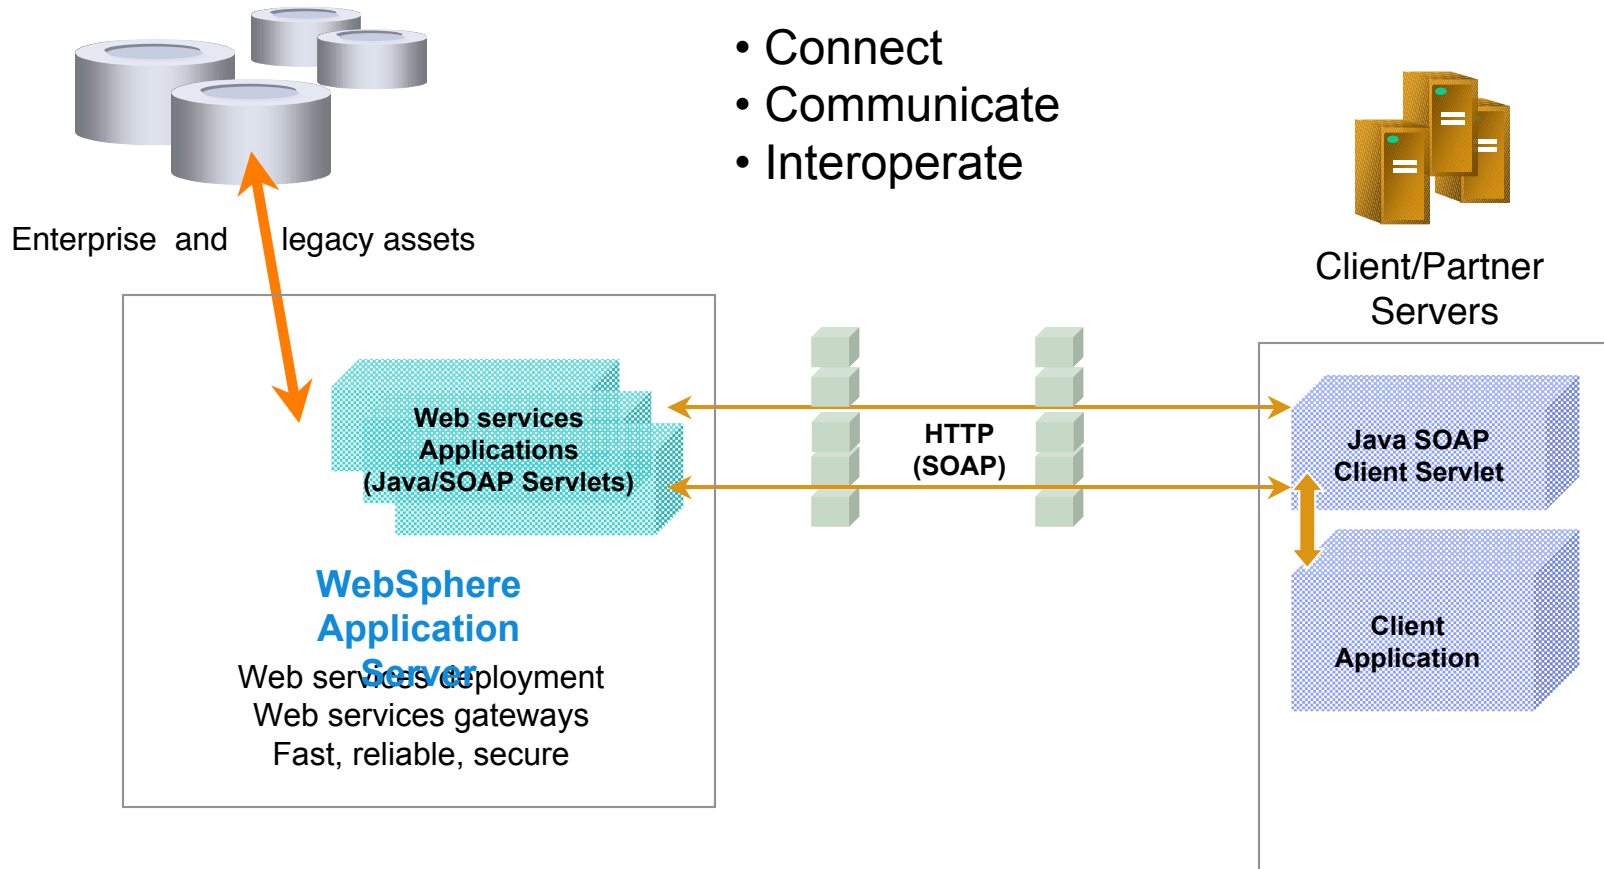 • Connect
• Communicate
• Interoperate
Enterprise and legacy assets
Client/Partner
Servers
Web services
Applications
(Java/SOAP Servlets)
HTTP
(SOAP)
Java SOAP
Client Servlet
WebSphere
Application
Server
Web services deployment
Web services gateways
Fast, reliable, secure
Client
Application